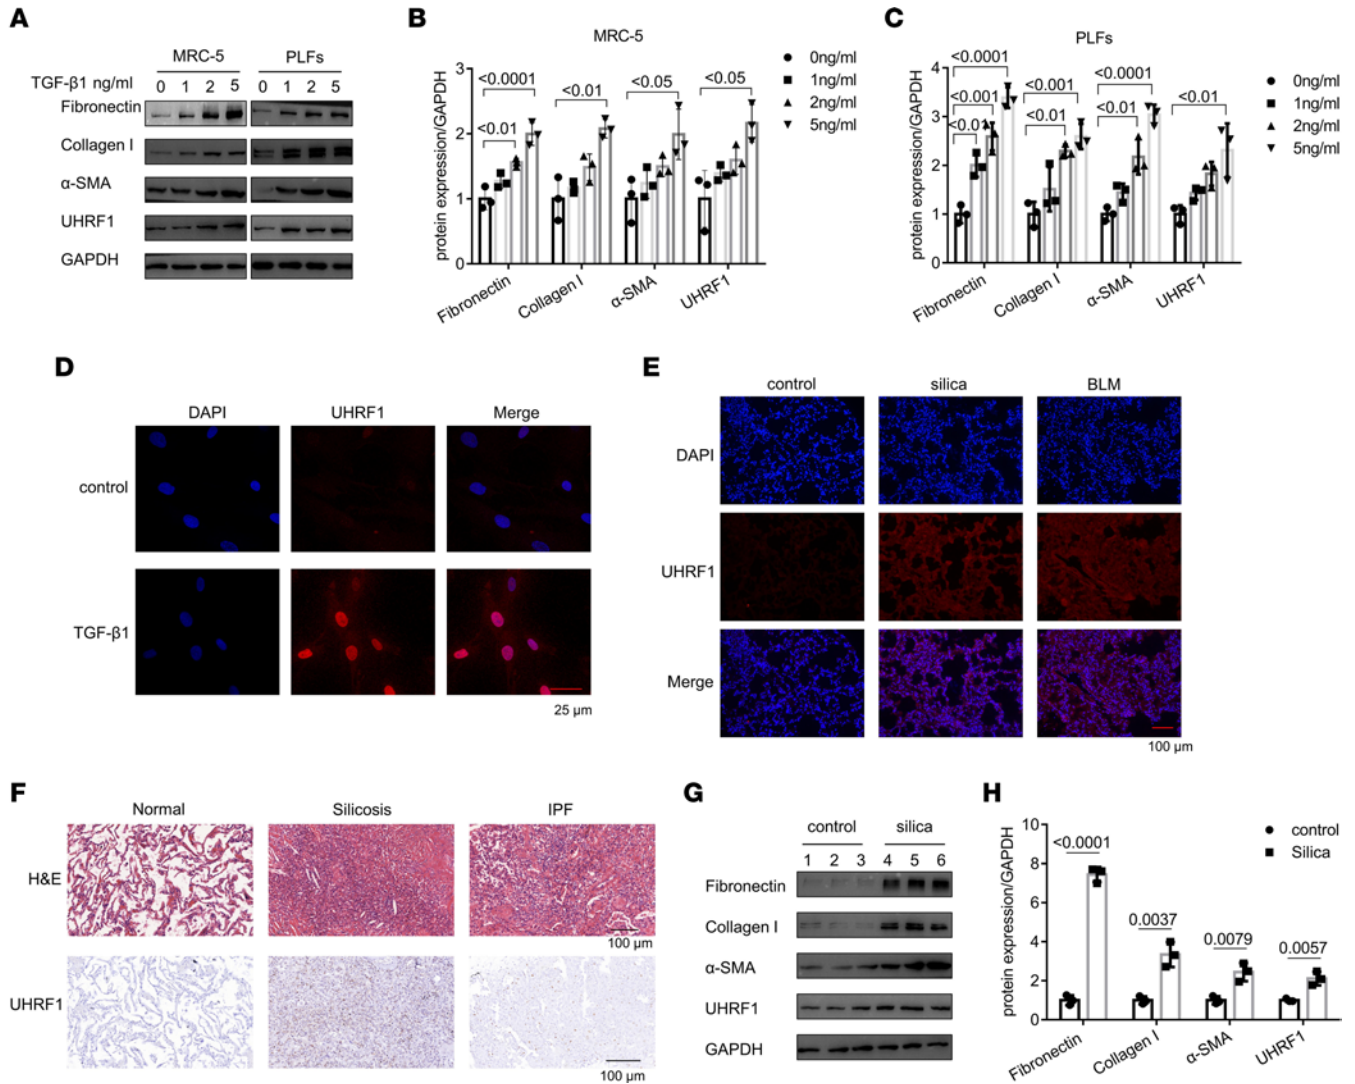 A
MRC-5 PLFs
TGF-β1 ng/ml 0 1 2 5 0 1 2 5
Fibronectin
Collagen I
α-SMA
UHRF1
GAPDH
B
MRC-5
protein expression/GAPDH
3
2
1
0
<0.0001
<0.01
<0.01
<0.05
<0.05
Fibronectin
Collagen I
α-SMA
UHRF1
0ng/ml
1ng/ml
2ng/ml
5ng/ml
C
PLFs
protein expression/GAPDH
4
3
2
1
0
<0.0001
<0.001
<0.01
<0.001
<0.01
<0.0001
<0.01
<0.01
Fibronectin
Collagen I
α-SMA
UHRF1
0ng/ml
1ng/ml
2ng/ml
5ng/ml
D
DAPI UHRF1 Merge
control
TGF-β1
25 μm
E
control silica BLM
DAPI
UHRF1
Merge
100 μm
F
Normal Silicosis IPF
H&E
100 μm
UHRF1
100 μm
G
control silica
1 2 3 4 5 6
Fibronectin
Collagen I
α-SMA
UHRF1
GAPDH
H
protein expression/GAPDH
10
8
6
4
2
0
<0.0001
0.0037
0.0079
0.0057
Fibronectin
Collagen I
α-SMA
UHRF1
control
Silica